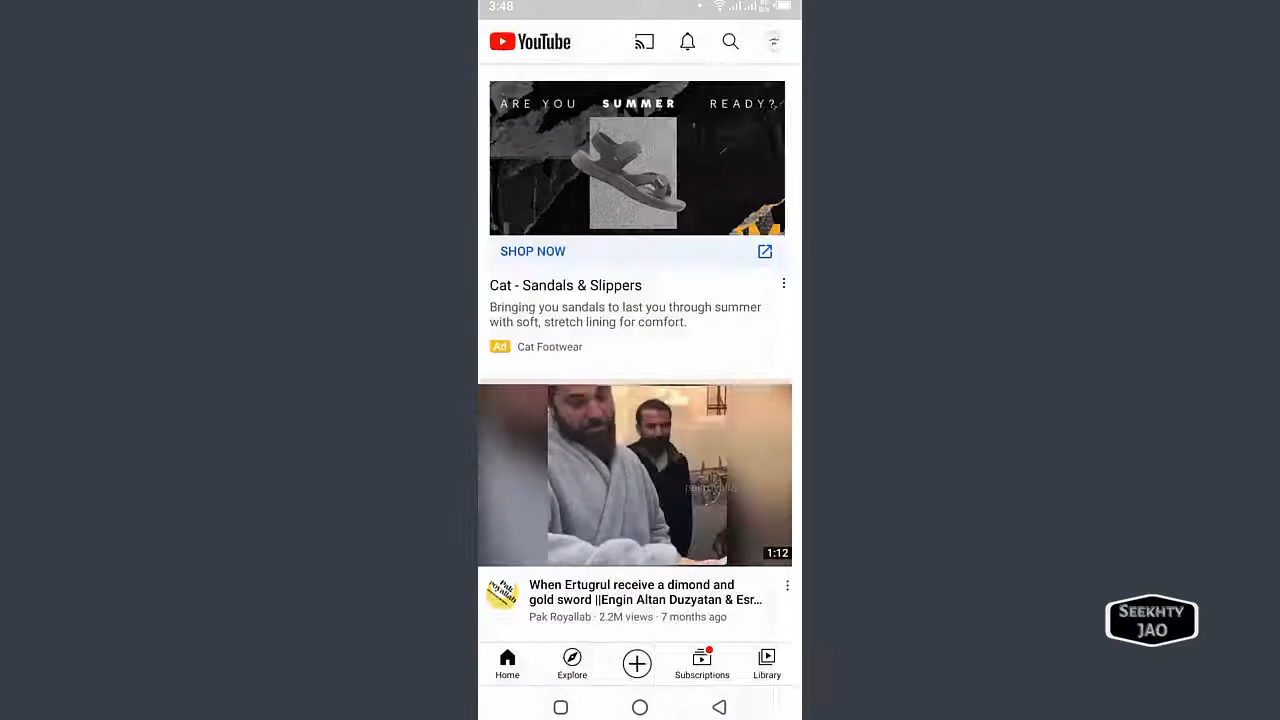 3:48
YouTube
ARE YOU SUMMER READY?
SHOP NOW
Cat - Sandals & Slippers
Bringing you sandals to last you through summer
with soft, stretch lining for comfort.
Ad Cat Footwear
1:12
Pak
Royallab
When Ertugrul receive a dimond and
gold sword ||Engin Altan Duzyatan & Esr...
Pak Royallab · 2.2M views · 7 months ago
Home Explore Subscriptions Library
SEEKHTY
JAO